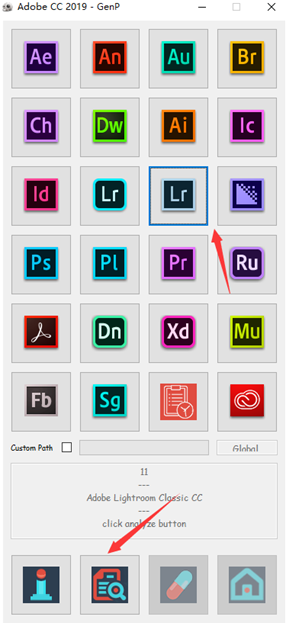 Adobe CC 2019 - GenP
Ae An Au Br
Ch Dw Ai Ic
Id Lr Lr
Ps Pl Pr Ru
Dn Xd Mu
Fb Sg
Custom Path Global
11
---
Adobe Lightroom Classic CC
---
click analyze button